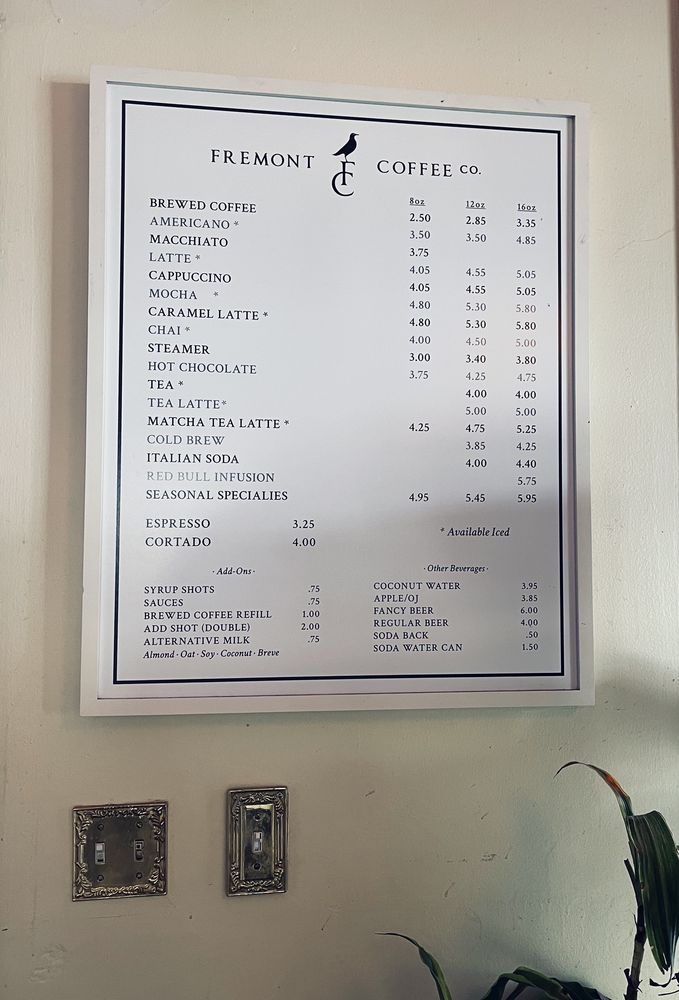 FREMONT FC COFFEE CO.
8oz 12oz 16oz
BREWED COFFEE 2.50 2.85 3.35
AMERICANO * 3.50 3.50 4.85
MACCHIATO 3.75
LATTE * 4.05 4.55 5.05
CAPPUCCINO 4.05 4.55 5.05
MOCHA * 4.80 5.30 5.80
CARAMEL LATTE * 4.80 5.30 5.80
CHAI * 4.00 4.50 5.00
STEAMER 3.00 3.40 3.80
HOT CHOCOLATE 3.75 4.25 4.75
TEA * 4.00 4.00
TEA LATTE* 5.00 5.00
MATCHA TEA LATTE * 4.25 4.75 5.25
COLD BREW 3.85 4.25
ITALIAN SODA 4.00 4.40
RED BULL INFUSION 5.75
SEASONAL SPECIALIES 4.95 5.45 5.95
ESPRESSO 3.25
CORTADO 4.00
* Available Iced
· Add-Ons ·
SYRUP SHOTS .75
SAUCES .75
BREWED COFFEE REFILL 1.00
ADD SHOT (DOUBLE) 2.00
ALTERNATIVE MILK .75
Almond · Oat · Soy · Coconut · Breve
· Other Beverages ·
COCONUT WATER 3.95
APPLE/OJ 3.85
FANCY BEER 6.00
REGULAR BEER 4.00
SODA BACK .50
SODA WATER CAN 1.50